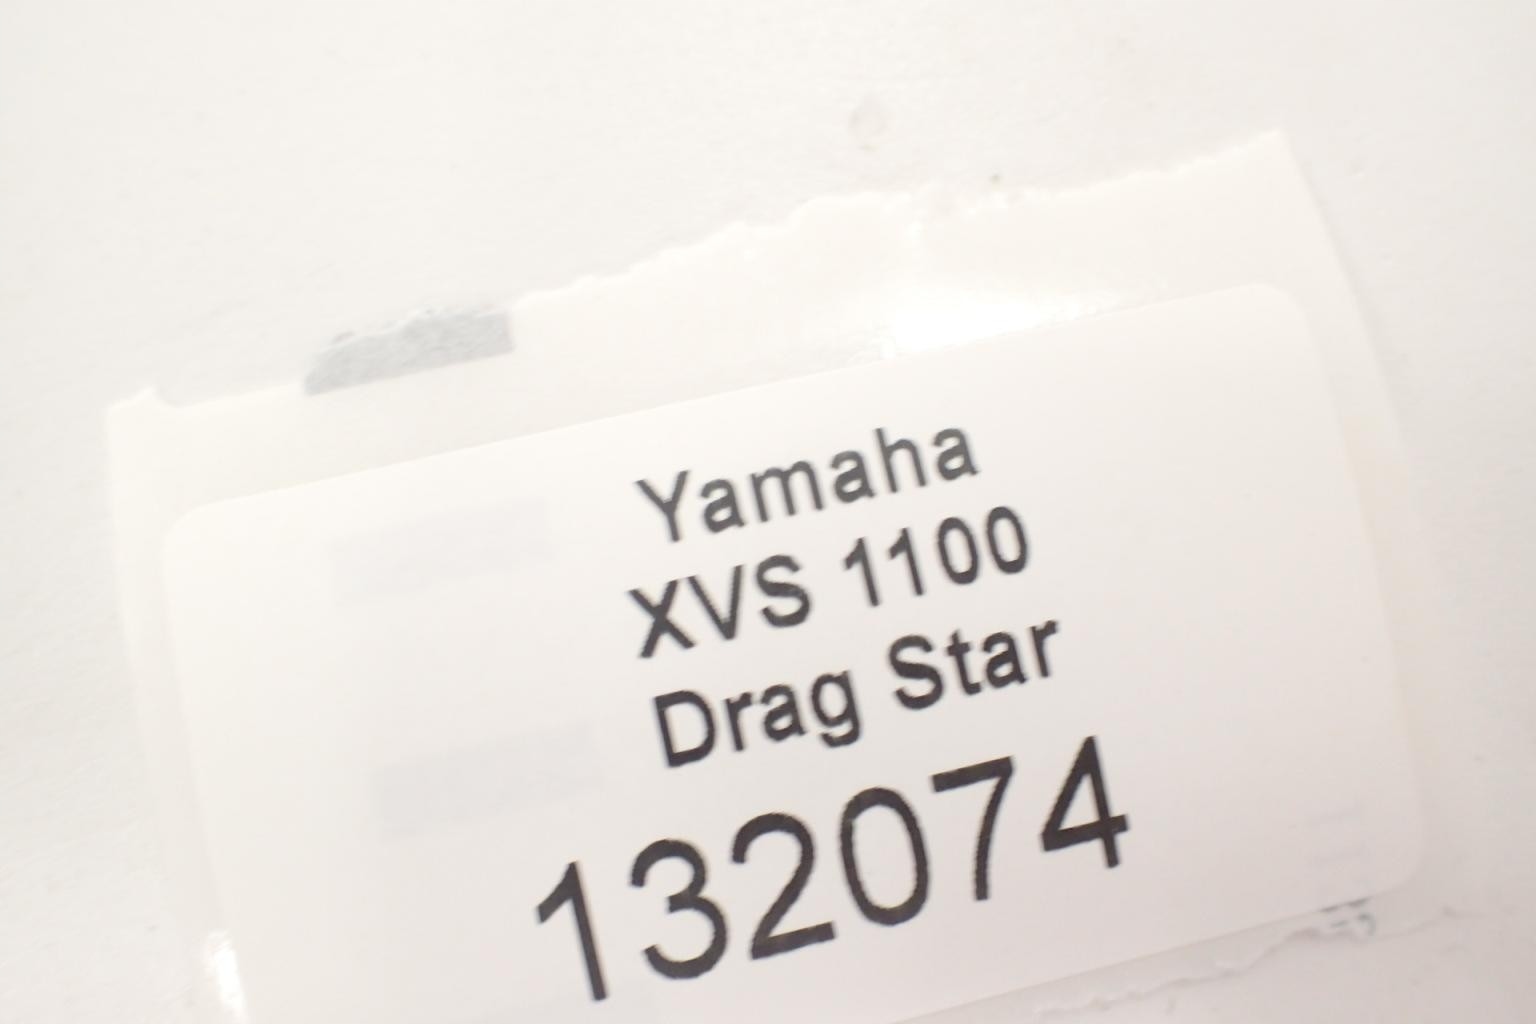 Yamaha
XVS 1100
Drag Star
132074